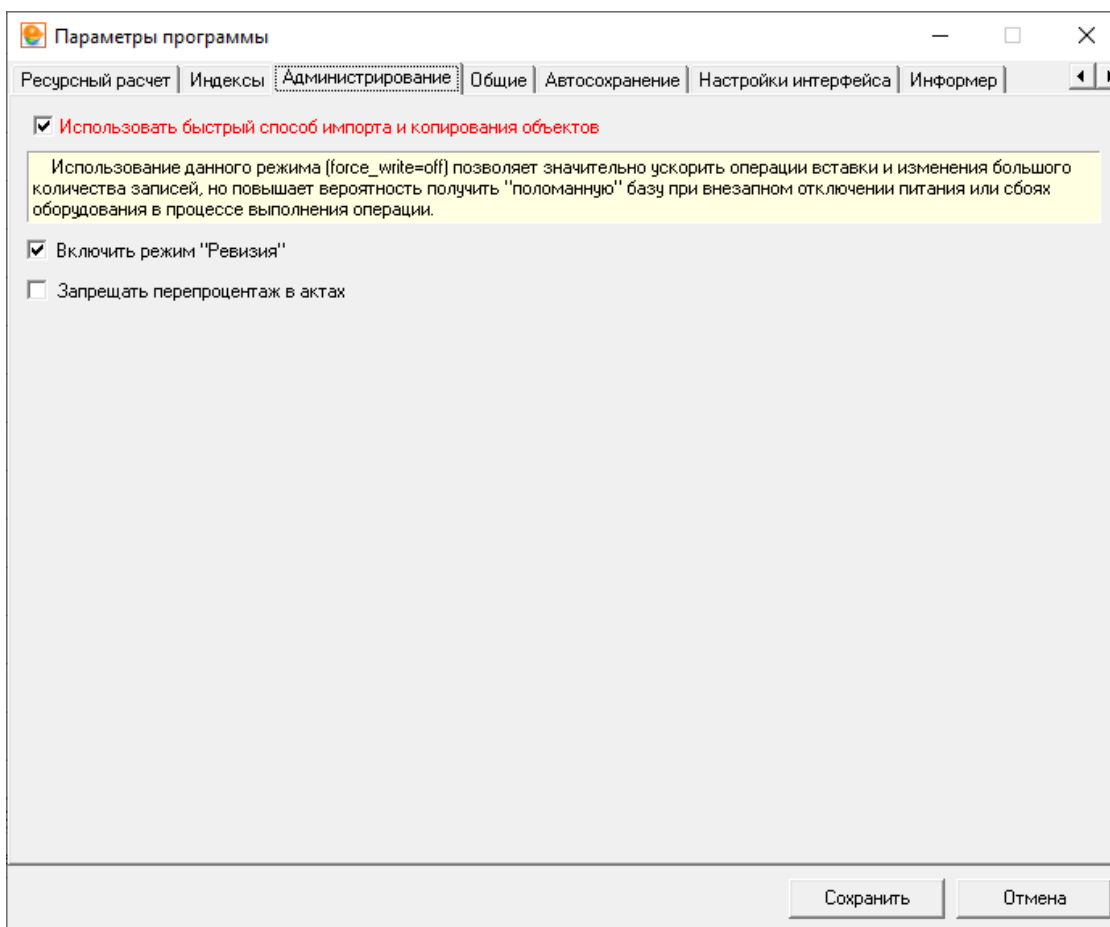 Параметры программы
Ресурсный расчет Индексы Администрирование Общие Автосохранение Настройки интерфейса Информер
Использовать быстрый способ импорта и копирования объектов
Использование данного режима (force_write=off) позволяет значительно ускорить операции вставки и изменения большого
количества записей, но повышает вероятность получить "поломанную" базу при внезапном отключении питания или сбоях
оборудования в процессе выполнения операции.
Включить режим "Ревизия"
Запрещать перепроцентаж в актах
Сохранить Отмена